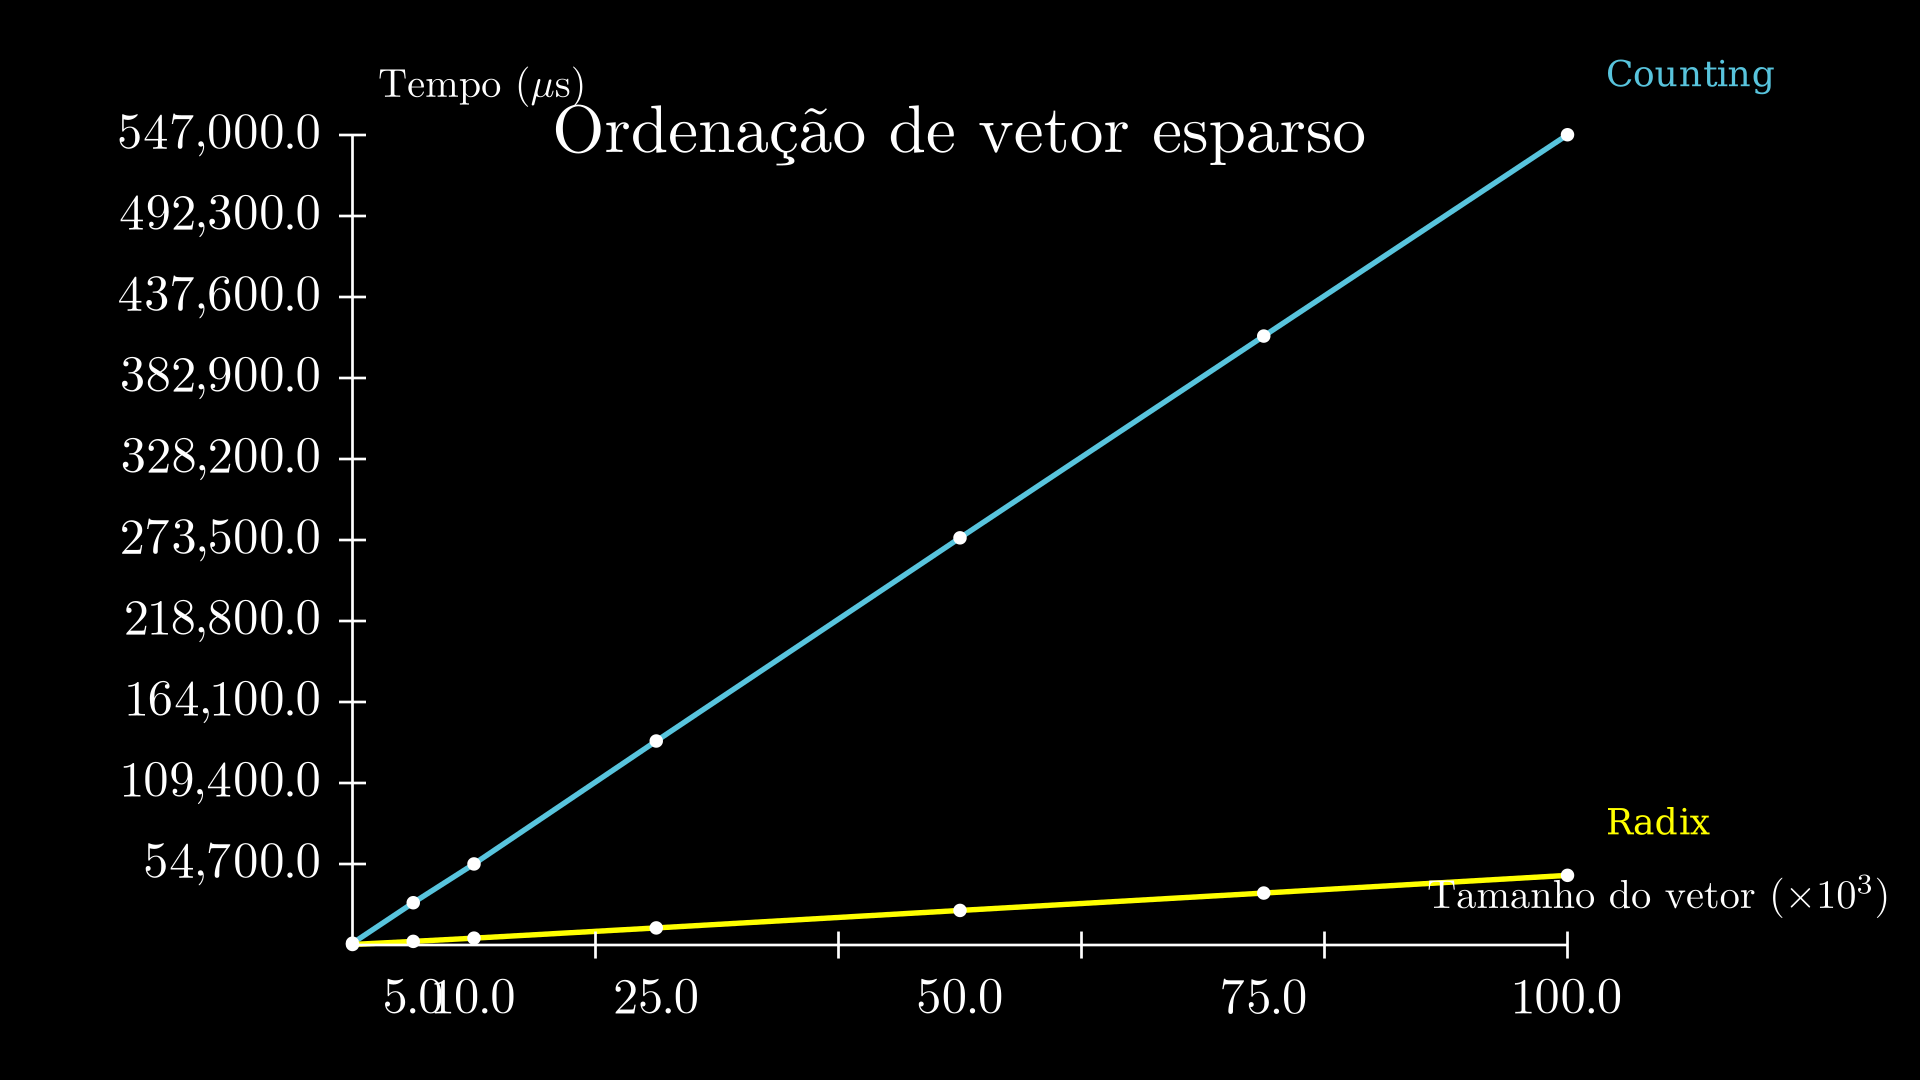 Counting
Tempo (μs)
Ordenação de vetor esparso
547,000.0
492,300.0
437,600.0
382,900.0
328,200.0
273,500.0
218,800.0
164,100.0
109,400.0
54,700.0
Radix
Tamanho do vetor (×10³)
5.0 10.0 25.0 50.0 75.0 100.0